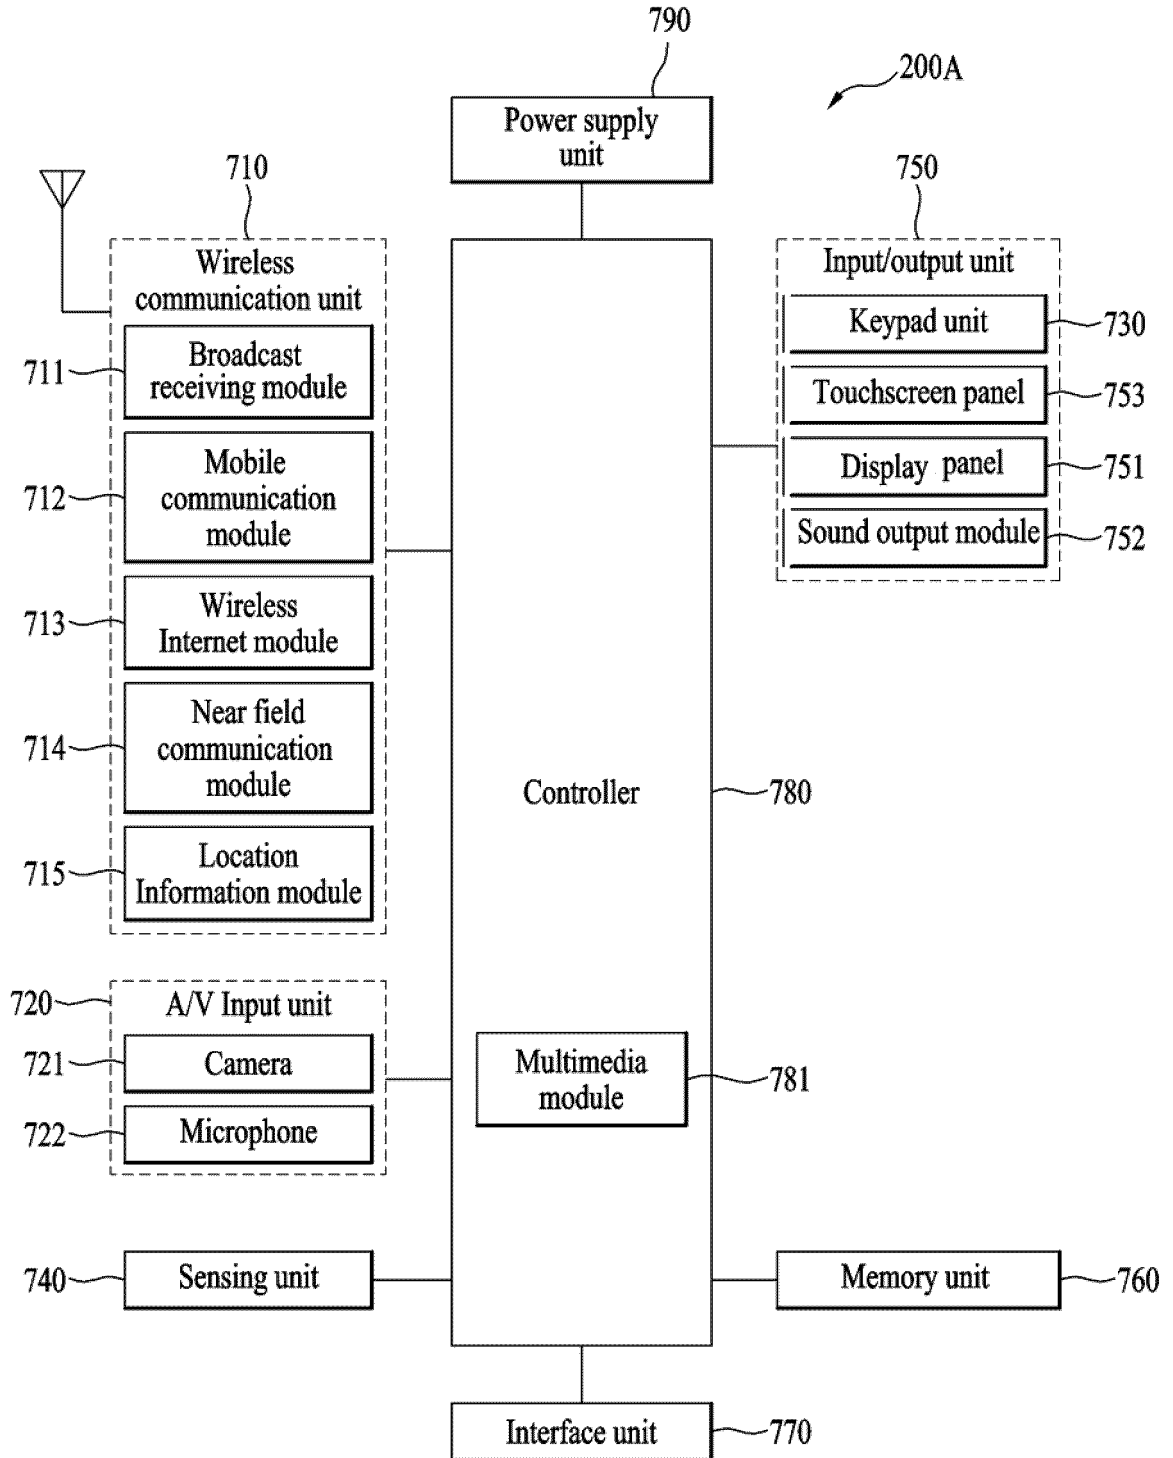 790
200A
Power supply
unit
710
750
Wireless
communication unit
Input/output unit
711
Broadcast
receiving module
Keypad unit
730
712
Mobile
communication
module
Touchscreen panel
753
Display panel
751
Sound output module
752
713
Wireless
Internet module
714
Near field
communication
module
Controller
780
715
Location
Information module
720
A/V Input unit
721
Camera
Multimedia
module
781
722
Microphone
740
Sensing unit
Memory unit
760
Interface unit
770